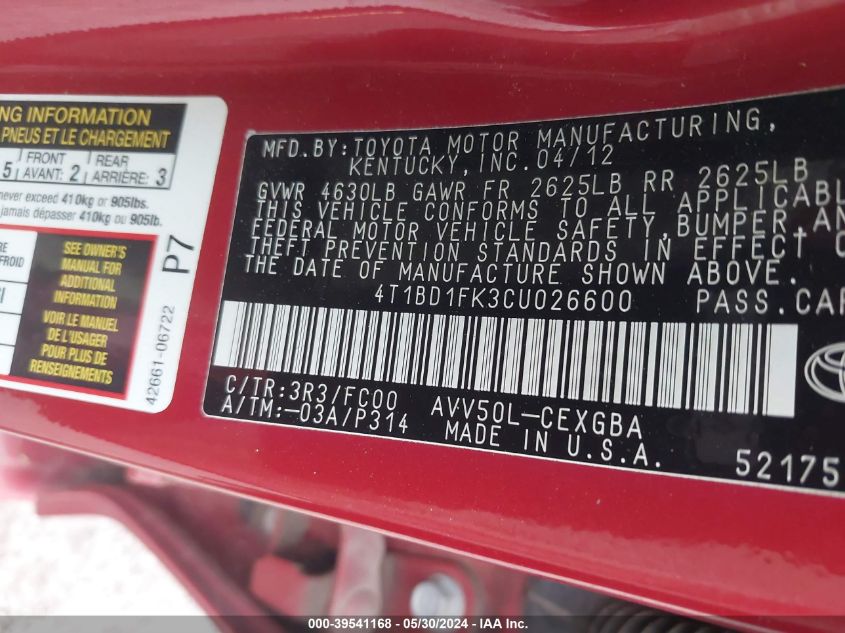 NG INFORMATION
PNEUS ET LE CHARGEMENT
5 FRONT AVANT: 2 REAR ARRIÈRE: 3
never exceed 410kg or 905lbs.
jamais dépasser 410kg ou 905lb.
SEE OWNER'S
MANUAL FOR
ADDITIONAL
INFORMATION
VOIR LE MANUEL
DE L'USAGER
POUR PLUS DE
RENSEIGNEMENTS
42661-06722
P7
MFD. BY: TOYOTA MOTOR MANUFACTURING,
KENTUCKY, INC. 04/12
GVWR 4630LB GAWR FR 2625LB RR 2625LB
THIS VEHICLE CONFORMS TO ALL APPLICABL
FEDERAL MOTOR VEHICLE SAFETY, BUMPER, AN
THEFT PREVENTION STANDARDS IN EFFECT O
THE DATE OF MANUFACTURE SHOWN ABOVE.
4T1BD1FK3CU026600 PASS. CAR
C/TR: 3R3/FC00 AVV50L-CEXGBA
A/TM: -03A/P314 MADE IN U.S.A.
52175
000-39541168 - 05/30/2024 - IAA Inc.